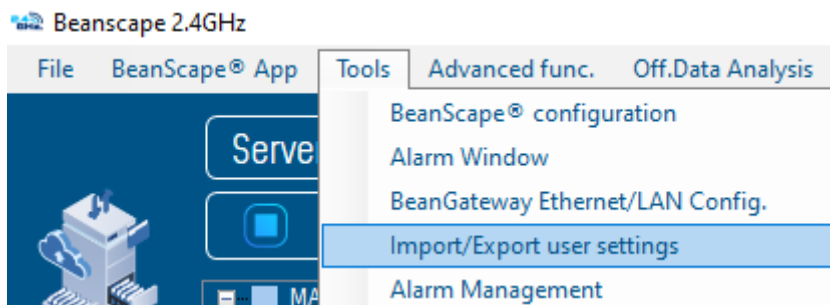 Beanscape 2.4GHz
File BeanScape® App Tools Advanced func. Off.Data Analysis
BeanScape® configuration
Alarm Window
BeanGateway Ethernet/LAN Config.
Import/Export user settings
Alarm Management
Serve
MA